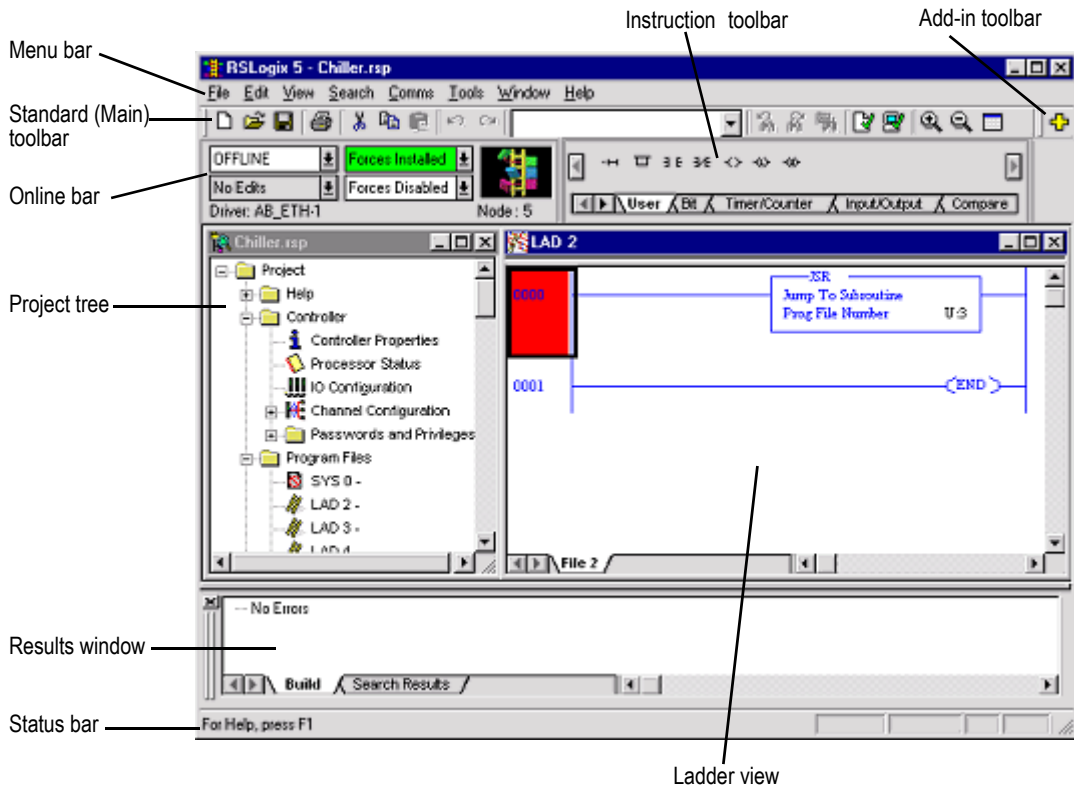 Instruction toolbar
Add-in toolbar
Menu bar
RSLogix 5 - Chiller.rsp
File Edit View Search Comms Tools Window Help
Standard (Main)
toolbar
Online bar
OFFLINE
Forces Installed
No Edits
Forces Disabled
Driver: AB_ETH-1
Node: 5
User Bit Timer/Counter Input/Output Compare
Chiller.rsp
LAD 2
Project tree
Project
Help
Controller
Controller Properties
Processor Status
IO Configuration
Channel Configuration
Passwords and Privileges
Program Files
SYS 0 -
LAD 2 -
LAD 3 -
LAD 4
0000
JSR
Jump To Subroutine
Prog File Number U:3
0001
END
File 2
Results window
No Errors
Build Search Results
Status bar
For Help, press F1
Ladder view